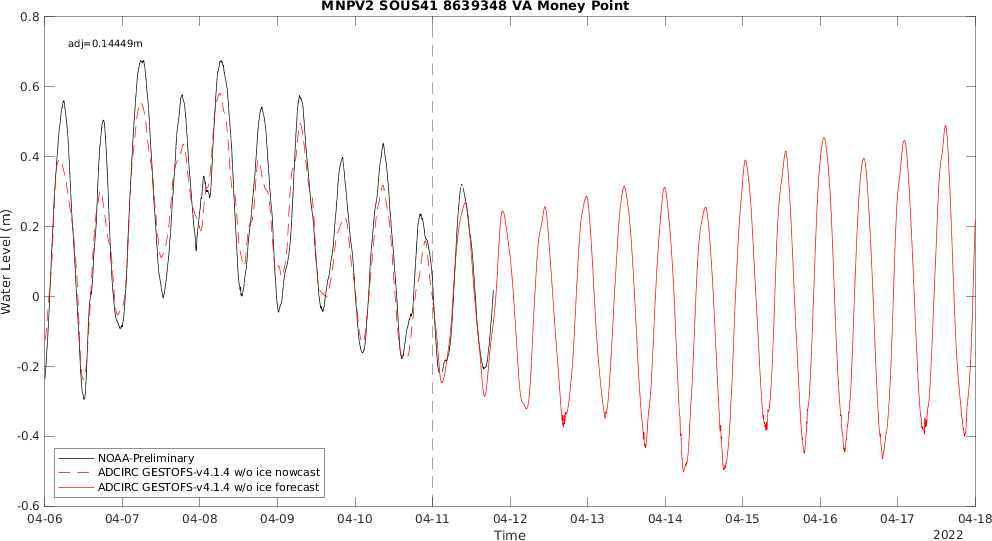 MNPV2 SOUS41 8639348 VA Money Point
adj=0.14449m
0.8
0.6
0.4
0.2
0
-0.2
-0.4
-0.6
Water Level (m)
NOAA-Preliminary
ADCIRC GESTOFS-v4.1.4 w/o ice nowcast
ADCIRC GESTOFS-v4.1.4 w/o ice forecast
04-06 04-07 04-08 04-09 04-10 04-11 04-12 04-13 04-14 04-15 04-16 04-17 04-18
Time
2022